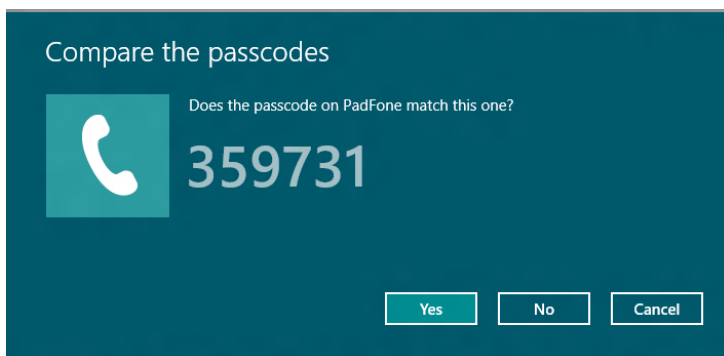 Compare the passcodes
Does the passcode on PadFone match this one?
359731
Yes No Cancel